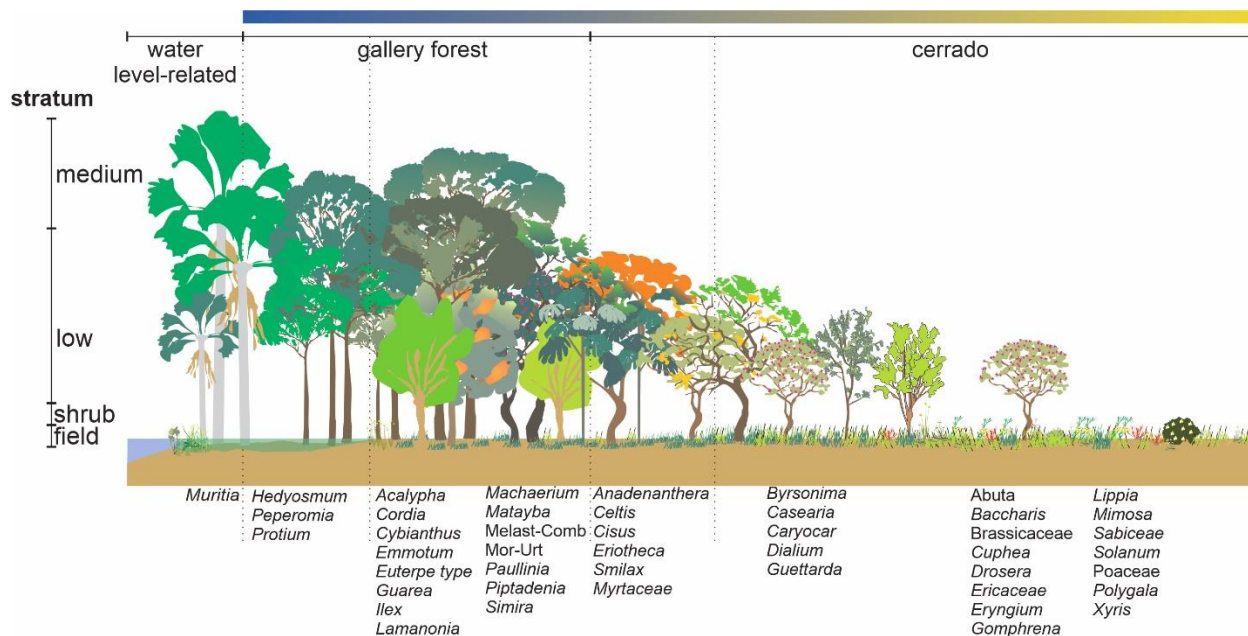 water
level-related
gallery forest
cerrado
stratum
medium
low
shrub
field
Muritia
Hedyosmum
Peperomia
Protium
Acalypha
Cordia
Cybianthus
Emmotum
Euterpe type
Guarea
Ilex
Lamanonia
Machaerium
Matayba
Melast-Comb
Mor-Urt
Paullinia
Piptadenia
Simira
Anadenanthera
Celtis
Cisus
Eriotheca
Smilax
Myrtaceae
Byrsonima
Casearia
Caryocar
Dialium
Guettarda
Abuta
Baccharis
Brassicaceae
Cuphea
Drosera
Ericaceae
Eryngium
Gomphrena
Lippia
Mimosa
Sabiceae
Solanum
Poaceae
Polygala
Xyris